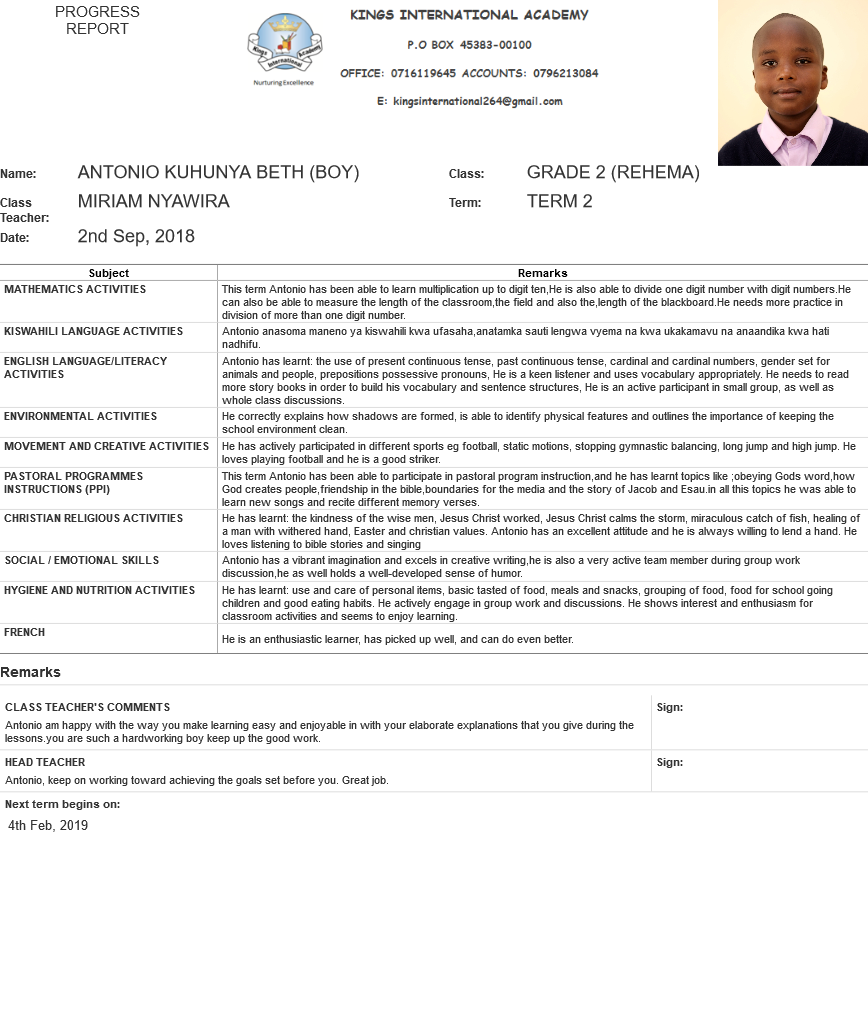 PROGRESS
REPORT
Kings International Academy
Nurturing Excellence
KINGS INTERNATIONAL ACADEMY
P.O BOX 45383-00100
OFFICE: 0716119645 ACCOUNTS: 0796213084
E: kingsinternational264@gmail.com
Name: ANTONIO KUHUNYA BETH (BOY) Class: GRADE 2 (REHEMA)
Class Teacher: MIRIAM NYAWIRA Term: TERM 2
Date: 2nd Sep, 2018
Subject Remarks
MATHEMATICS ACTIVITIES
This term Antonio has been able to learn multiplication up to digit ten,He is also able to divide one digit number with digit numbers.He
can also be able to measure the length of the classroom,the field and also the,length of the blackboard.He needs more practice in
division of more than one digit number.
KISWAHILI LANGUAGE ACTIVITIES
Antonio anasoma maneno ya kiswahili kwa ufasaha,anatamka sauti lengwa vyema na kwa ukakamavu na anaandika kwa hati
nadhifu.
ENGLISH LANGUAGE/LITERACY
ACTIVITIES
Antonio has learnt: the use of present continuous tense, past continuous tense, cardinal and cardinal numbers, gender set for
animals and people, prepositions possessive pronouns, He is a keen listener and uses vocabulary appropriately. He needs to read
more story books in order to build his vocabulary and sentence structures, He is an active participant in small group, as well as
whole class discussions.
ENVIRONMENTAL ACTIVITIES
He correctly explains how shadows are formed, is able to identify physical features and outlines the importance of keeping the
school environment clean.
MOVEMENT AND CREATIVE ACTIVITIES
He has actively participated in different sports eg football, static motions, stopping gymnastic balancing, long jump and high jump. He
loves playing football and he is a good striker.
PASTORAL PROGRAMMES
INSTRUCTIONS (PPI)
This term Antonio has been able to participate in pastoral program instruction,and he has learnt topics like ;obeying Gods word,how
God creates people,friendship in the bible,boundaries for the media and the story of Jacob and Esau.in all this topics he was able to
learn new songs and recite different memory verses.
CHRISTIAN RELIGIOUS ACTIVITIES
He has learnt: the kindness of the wise men, Jesus Christ worked, Jesus Christ calms the storm, miraculous catch of fish, healing of
a man with withered hand, Easter and christian values. Antonio has an excellent attitude and he is always willing to lend a hand. He
loves listening to bible stories and singing
SOCIAL / EMOTIONAL SKILLS
Antonio has a vibrant imagination and excels in creative writing,he is also a very active team member during group work
discussion,he as well holds a well-developed sense of humor.
HYGIENE AND NUTRITION ACTIVITIES
He has learnt: use and care of personal items, basic tasted of food, meals and snacks, grouping of food, food for school going
children and good eating habits. He actively engage in group work and discussions. He shows interest and enthusiasm for
classroom activities and seems to enjoy learning.
FRENCH
He is an enthusiastic learner, has picked up well, and can do even better.
Remarks
CLASS TEACHER'S COMMENTS Sign:
Antonio am happy with the way you make learning easy and enjoyable in with your elaborate explanations that you give during the
lessons.you are such a hardworking boy keep up the good work.
HEAD TEACHER Sign:
Antonio, keep on working toward achieving the goals set before you. Great job.
Next term begins on:
4th Feb, 2019